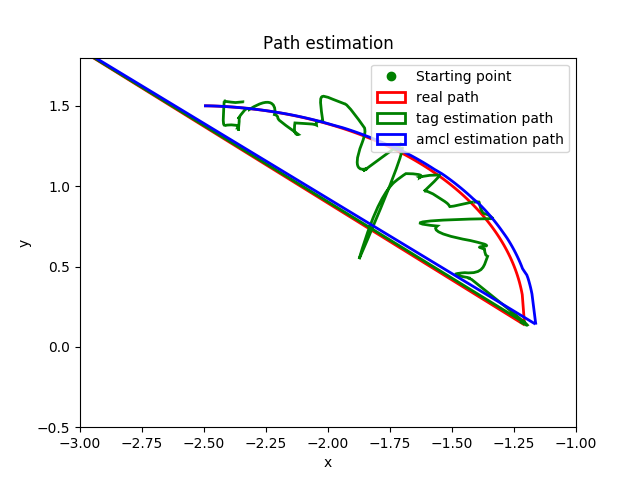 Path estimation
Starting point
real path
tag estimation path
amcl estimation path
1.5
1.0
0.5
0.0
−0.5
y
−3.00 −2.75 −2.50 −2.25 −2.00 −1.75 −1.50 −1.25 −1.00
x